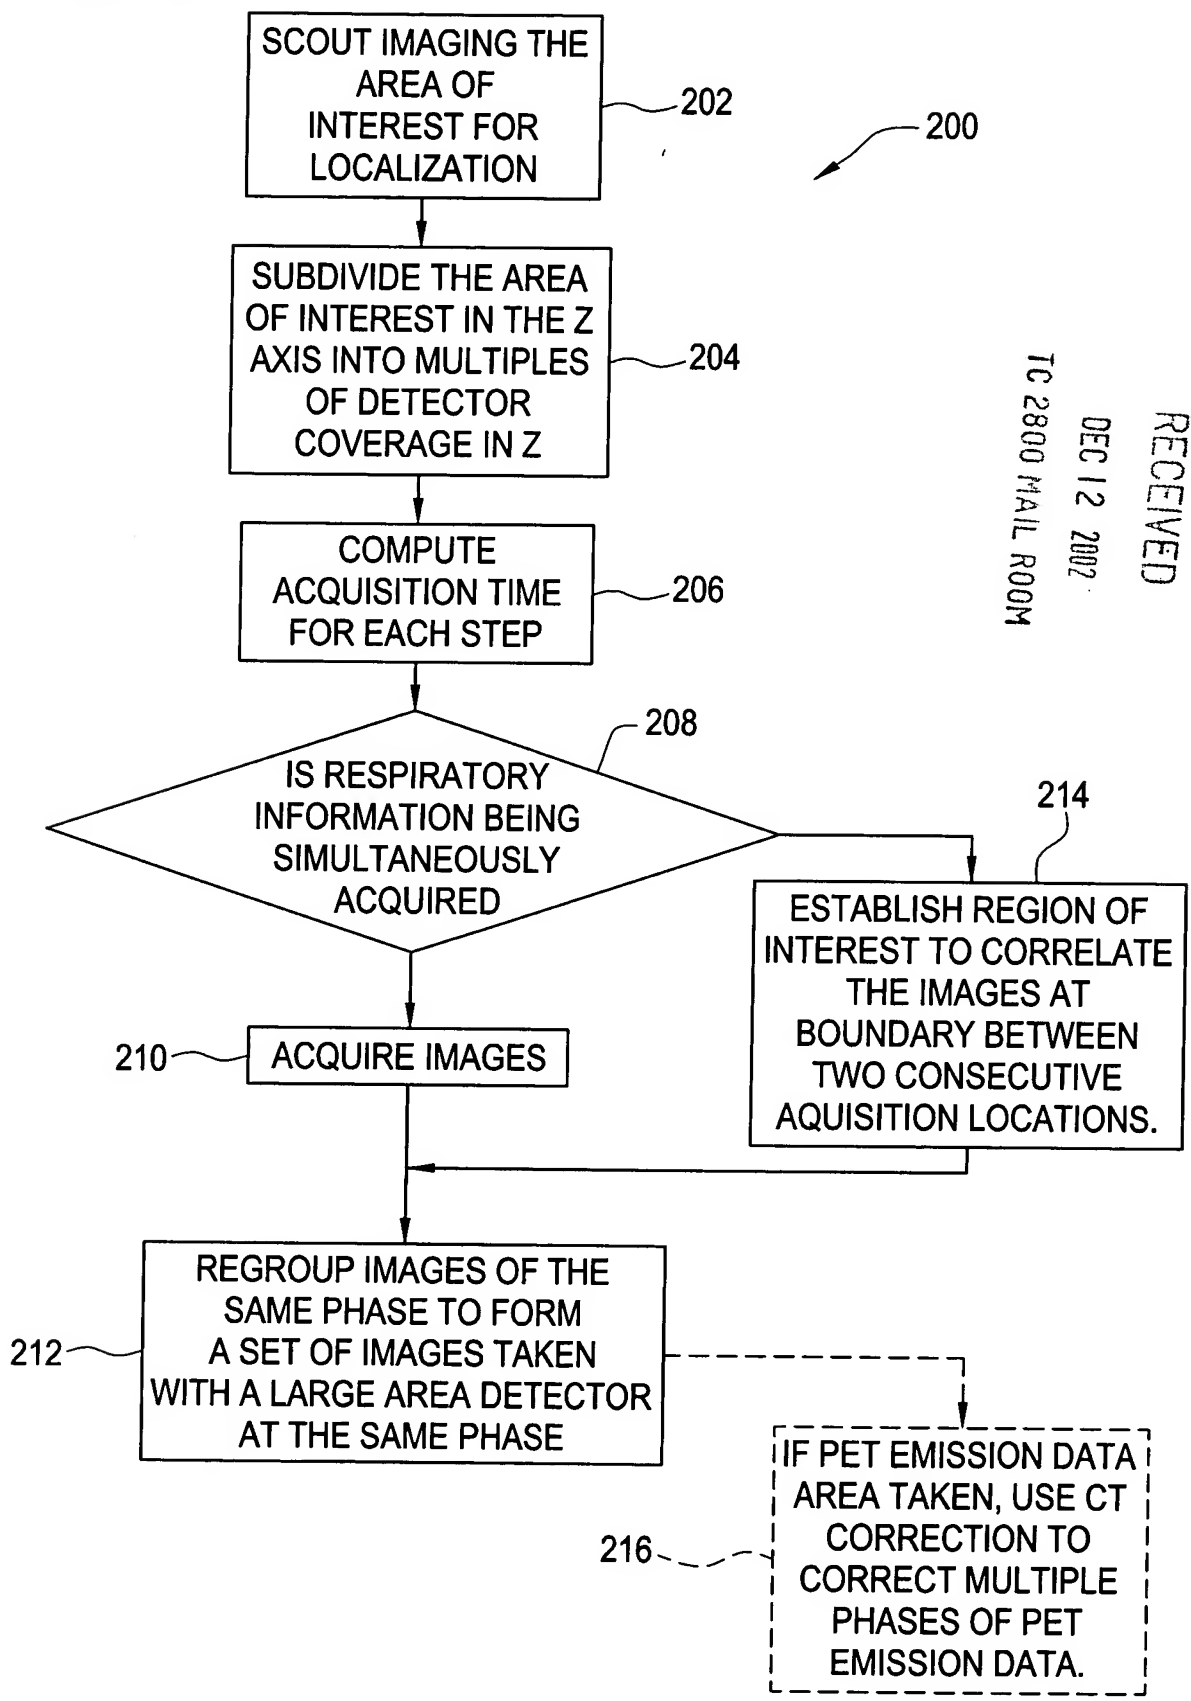 SCOUT IMAGING THE
AREA OF
INTEREST FOR
LOCALIZATION
202
200
SUBDIVIDE THE AREA
OF INTEREST IN THE Z
AXIS INTO MULTIPLES
OF DETECTOR
COVERAGE IN Z
204
RECEIVED
DEC 12 2002
TC 2800 MAIL ROOM
COMPUTE
ACQUISITION TIME
FOR EACH STEP
206
208
IS RESPIRATORY
INFORMATION BEING
SIMULTANEOUSLY
ACQUIRED
214
ESTABLISH REGION OF
INTEREST TO CORRELATE
THE IMAGES AT
BOUNDARY BETWEEN
TWO CONSECUTIVE
AQUISITION LOCATIONS.
210
ACQUIRE IMAGES
212
REGROUP IMAGES OF THE
SAME PHASE TO FORM
A SET OF IMAGES TAKEN
WITH A LARGE AREA DETECTOR
AT THE SAME PHASE
216
IF PET EMISSION DATA
AREA TAKEN, USE CT
CORRECTION TO
CORRECT MULTIPLE
PHASES OF PET
EMISSION DATA.